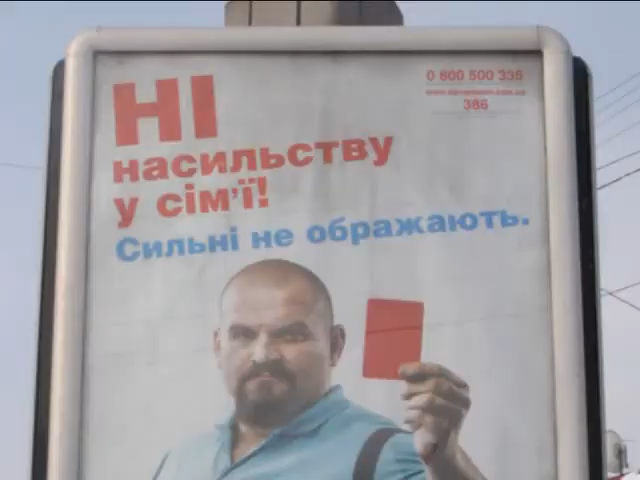 НІ
насильству
у сім'ї!
Сильні не ображають.
0 800 500 335
386